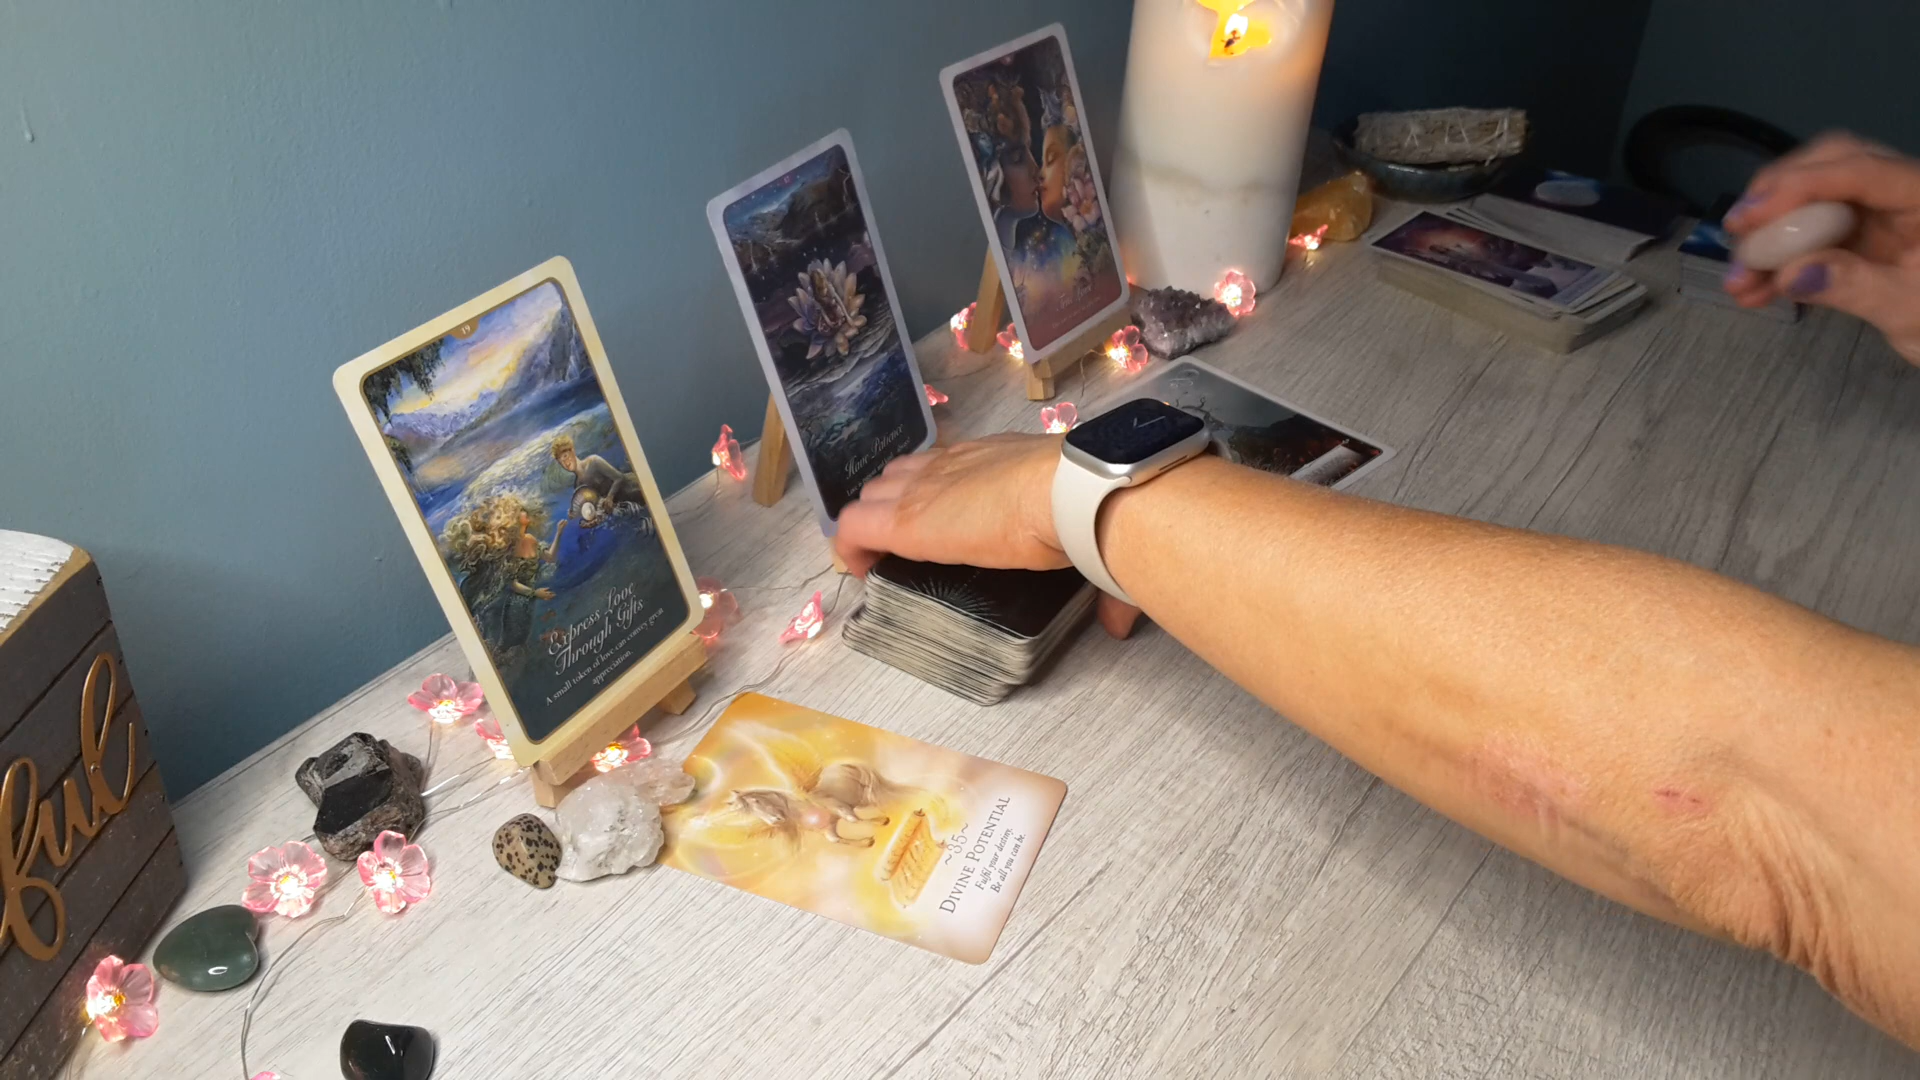 19
Express Love
Through Gifts
A small token of love can convey great
appreciation.
Have Patience
~35~
DIVINE POTENTIAL
Fulfil your destiny.
Be all you can be.
ful